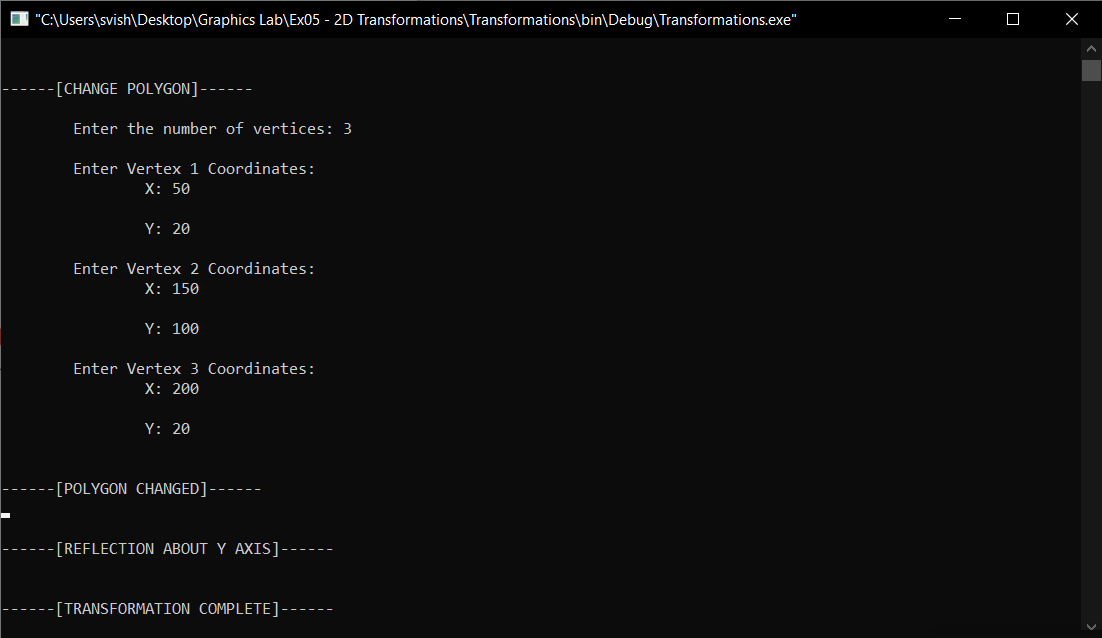 "C:\Users\svish\Desktop\Graphics Lab\Ex05 - 2D Transformations\Transformations\bin\Debug\Transformations.exe"
------[CHANGE POLYGON]------
Enter the number of vertices: 3
Enter Vertex 1 Coordinates:
X: 50
Y: 20
Enter Vertex 2 Coordinates:
X: 150
Y: 100
Enter Vertex 3 Coordinates:
X: 200
Y: 20
------[POLYGON CHANGED]------
------[REFLECTION ABOUT Y AXIS]------
------[TRANSFORMATION COMPLETE]------